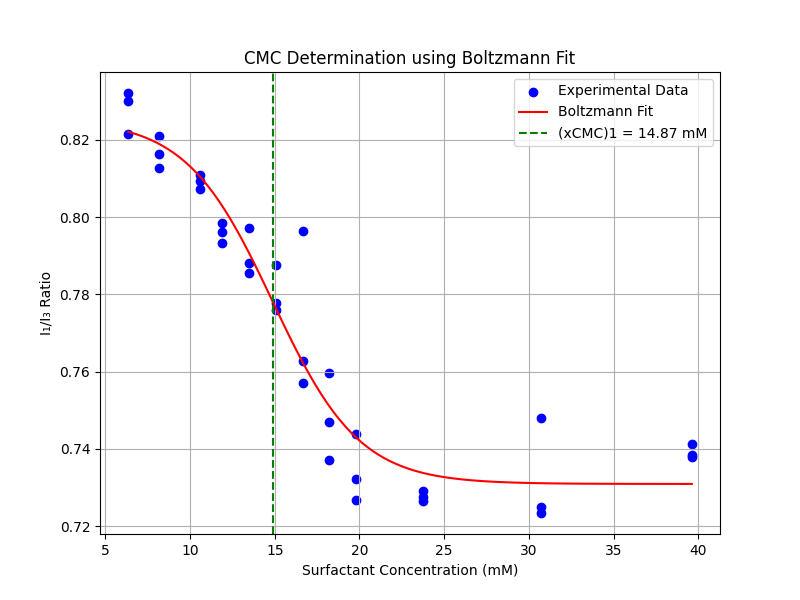 CMC Determination using Boltzmann Fit
Experimental Data
Boltzmann Fit
(xCMC)1 = 14.87 mM
0.82
0.80
0.78
0.76
0.74
0.72
I₁/I₃ Ratio
5 10 15 20 25 30 35 40
Surfactant Concentration (mM)